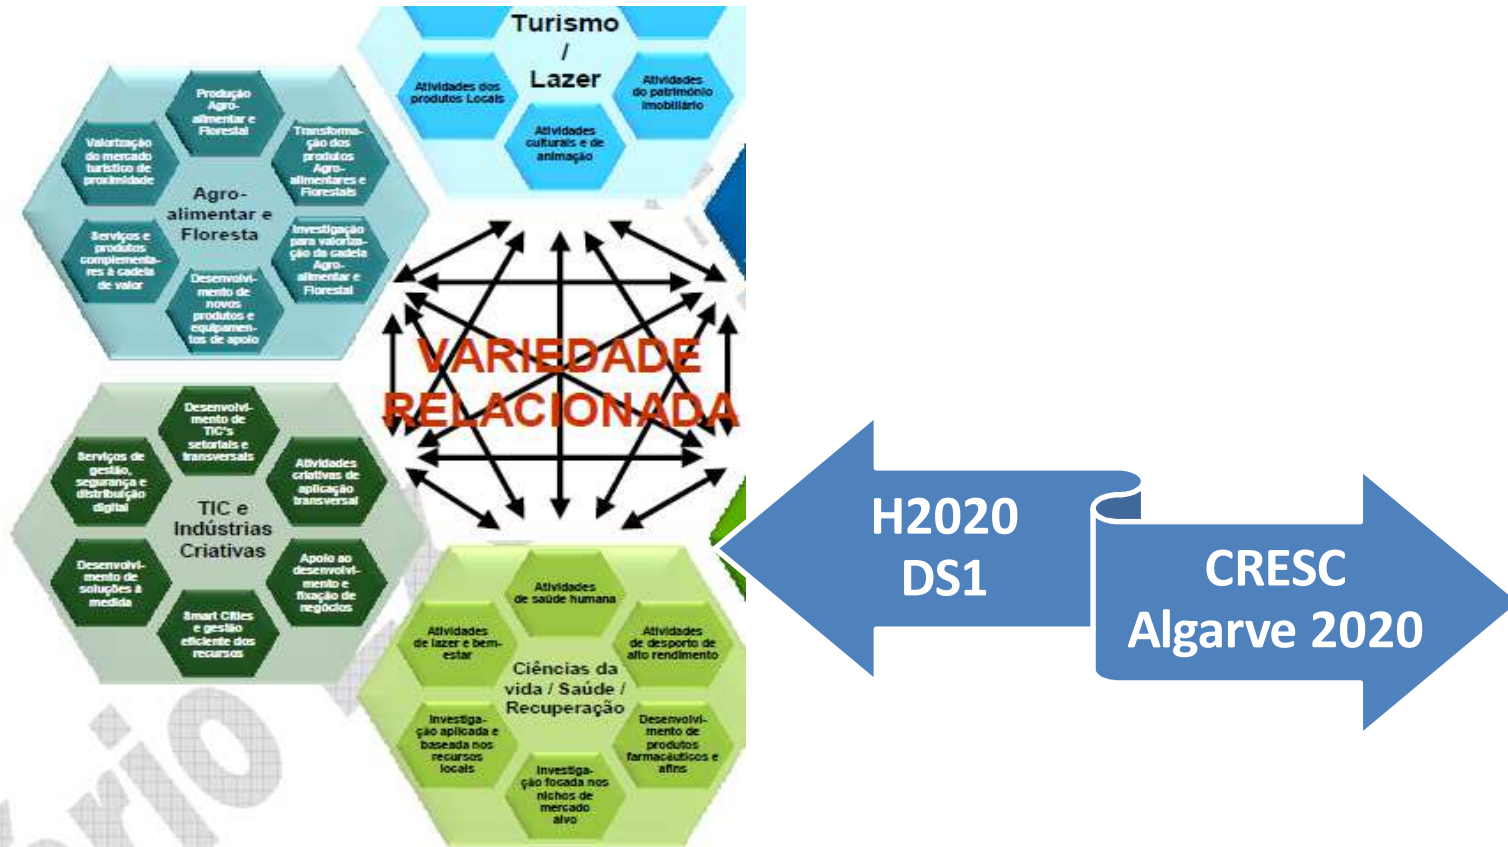 Turismo
/
Lazer
Atividades dos
produtos Locais
Atividades
do património
imobiliário
Atividades
culturais e de
animação
Produção
Agro-
alimentar e
Florestal
Valorização
do mercado
turístico de
proximidade
Transforma-
ção dos
produtos
Agro-
alimentares e
Florestais
Agro-
alimentar e
Floresta
Serviços e
produtos
complementa-
res à cadeia
de valor
Investigação
para valoriza-
ção da cadeia
Agro-
alimentar e
Florestal
Desenvolvi-
mento de
novos
produtos e
equipamen-
tos de apoio
VARIEDADE
RELACIONADA
Desenvolvi-
mento de
TIC's
setoriais e
transversais
Serviços de
gestão,
segurança e
distribuição
digital
Atividades
criativas de
aplicação
transversal
TIC e
Indústrias
Criativas
Desenvolvi-
mento de
soluções à
medida
Apoio ao
desenvolvi-
mento e
fixação de
negócios
Smart Cities
e gestão
eficiente dos
recursos
Atividades
de saúde humana
Atividades
de lazer e bem-
estar
Atividades
de desporto de
alto rendimento
Ciências da
vida / Saúde /
Recuperação
Investiga-
ção aplicada e
baseada nos
recursos
locais
Desenvolvi-
mento de
produtos
farmacêuticos e
afins
Investiga-
ção focada nos
nichos de
mercado
alvo
H2020
DS1
CRESC
Algarve 2020